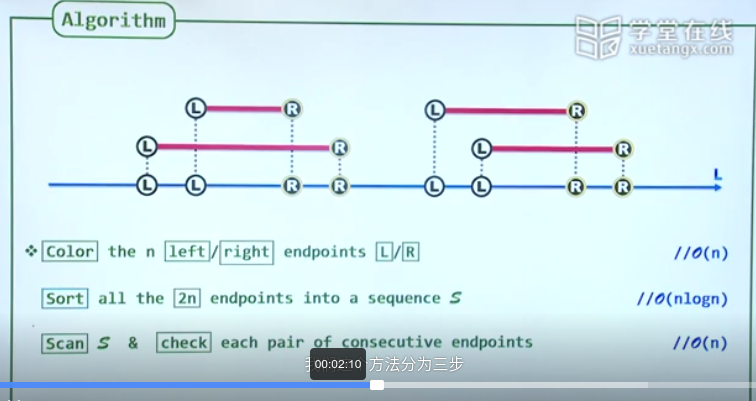 Algorithm
学堂在线
xuetangx.com
L R L R
L R L R
L
L L R R L L R R
❖ Color the n left/right endpoints L/R //O(n)
Sort all the 2n endpoints into a sequence S //O(nlogn)
Scan S & check each pair of consecutive endpoints //O(n)
00:02:10
方法分为三步